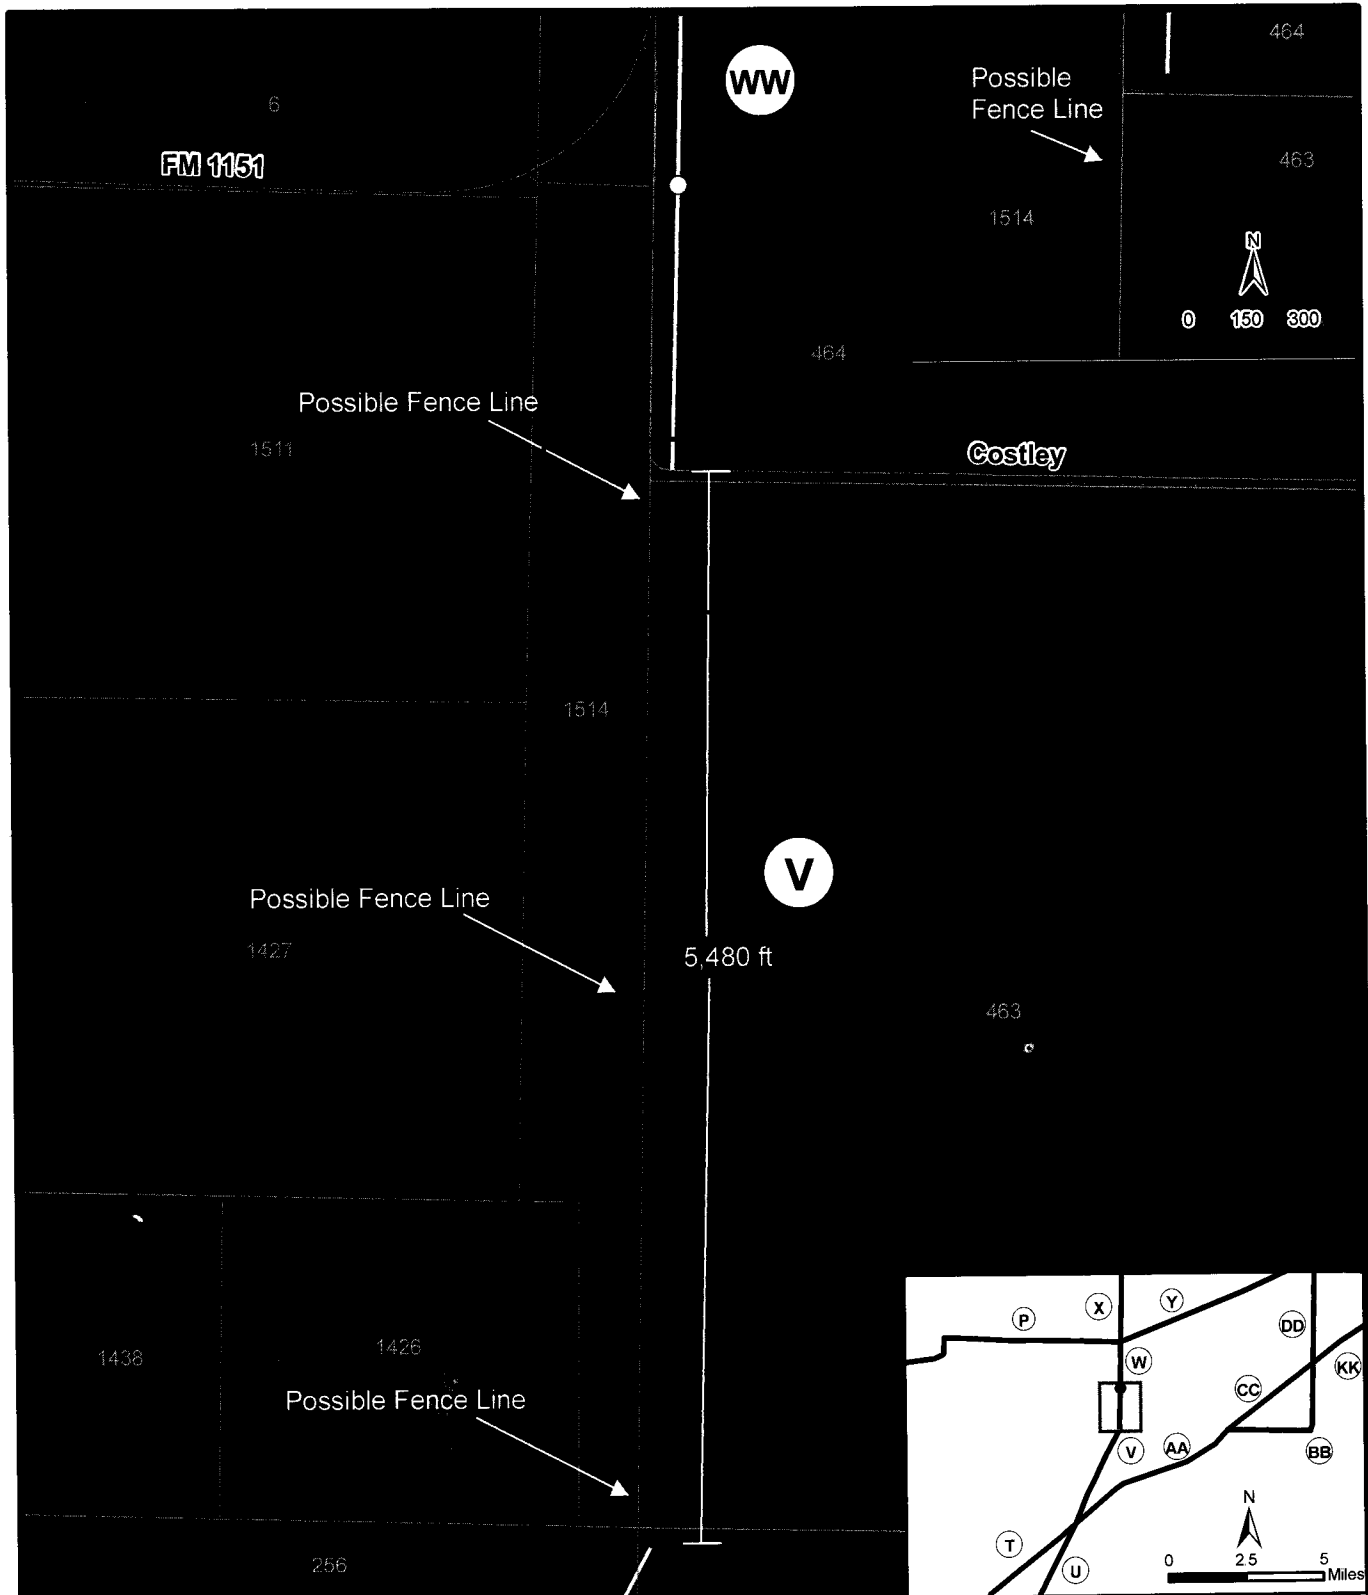 WW
464
Possible
Fence Line
6
FM 1151
463
1514
N
0 150 300
464
Possible Fence Line
1511
Costley
1514
V
Possible Fence Line
1427
5,480 ft
463
1438
1426
Possible Fence Line
256
P
X
Y
DD
W
KK
CC
V
AA
BB
N
T
U
0 2.5 5
Miles